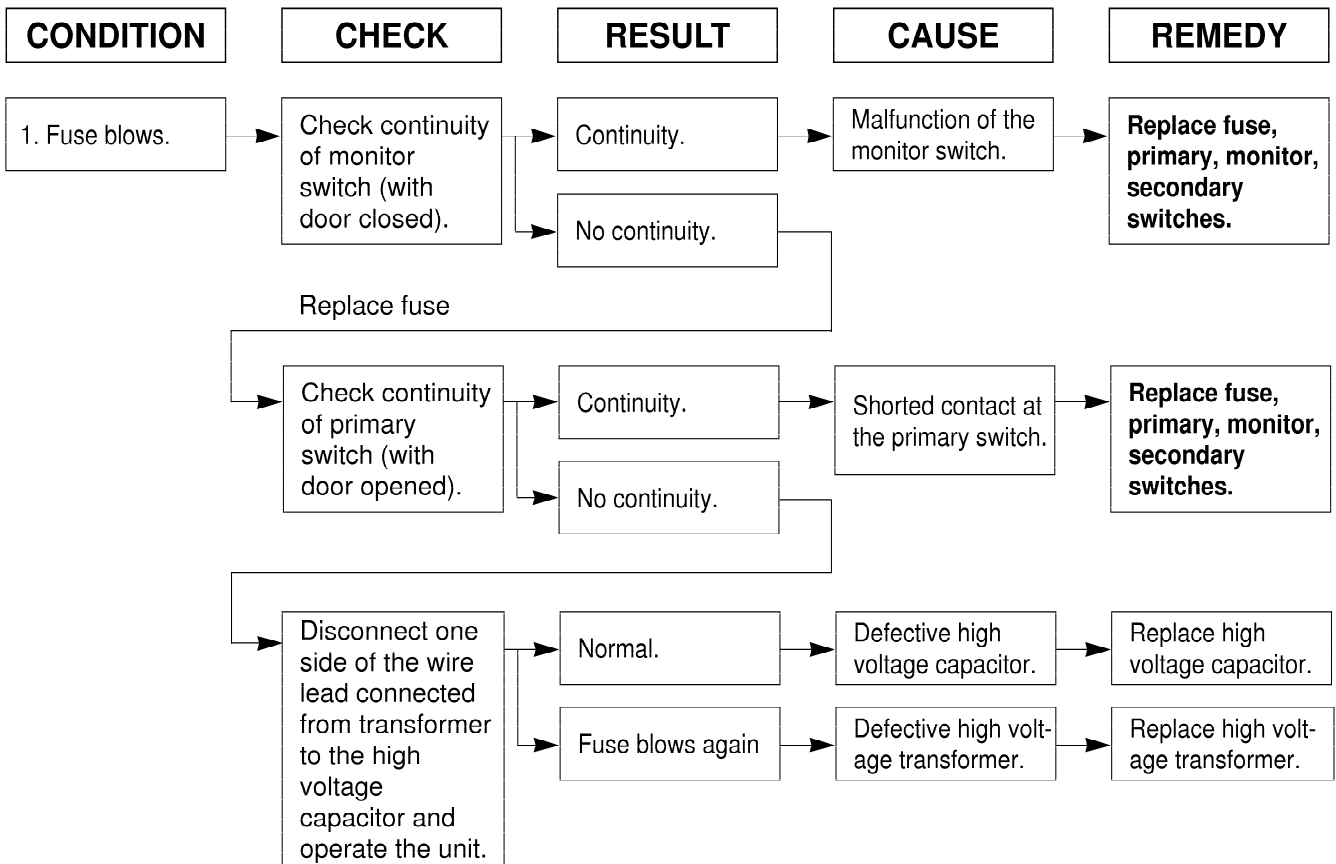 CONDITION
CHECK
RESULT
CAUSE
REMEDY
1. Fuse blows.
Check continuity
of monitor
switch (with
door closed).
Continuity.
Malfunction of the
monitor switch.
Replace fuse,
primary, monitor,
secondary
switches.
No continuity.
Replace fuse
Check continuity
of primary
switch (with
door opened).
Continuity.
Shorted contact at
the primary switch.
Replace fuse,
primary, monitor,
secondary
switches.
No continuity.
Disconnect one
side of the wire
lead connected
from transformer
to the high
voltage
capacitor and
operate the unit.
Normal.
Defective high
voltage capacitor.
Replace high
voltage capacitor.
Fuse blows again
Defective high volt-
age transformer.
Replace high volt-
age transformer.